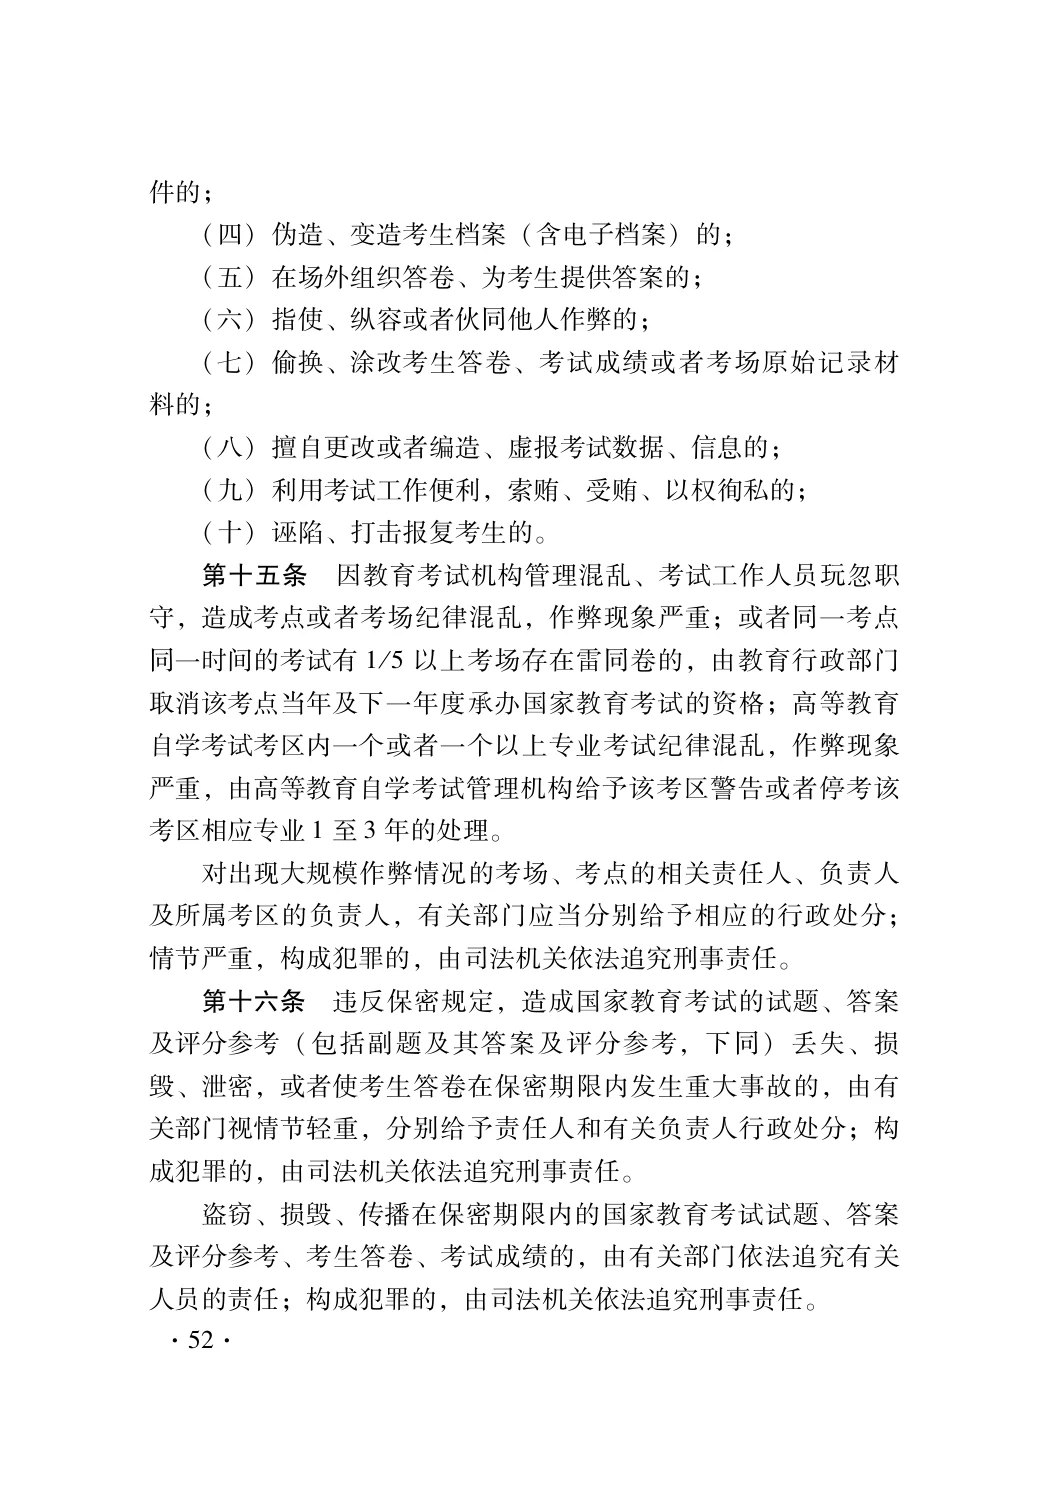 件的；
（四）伪造、变造考生档案（含电子档案）的；
（五）在场外组织答卷、为考生提供答案的；
（六）指使、纵容或者伙同他人作弊的；
（七）偷换、涂改考生答卷、考试成绩或者考场原始记录材
料的；
（八）擅自更改或者编造、虚报考试数据、信息的；
（九）利用考试工作便利，索贿、受贿、以权徇私的；
（十）诬陷、打击报复考生的。
第十五条　因教育考试机构管理混乱、考试工作人员玩忽职
守，造成考点或者考场纪律混乱，作弊现象严重；或者同一考点
同一时间的考试有 1/5 以上考场存在雷同卷的，由教育行政部门
取消该考点当年及下一年度承办国家教育考试的资格；高等教育
自学考试考区内一个或者一个以上专业考试纪律混乱，作弊现象
严重，由高等教育自学考试管理机构给予该考区警告或者停考该
考区相应专业 1 至 3 年的处理。
对出现大规模作弊情况的考场、考点的相关责任人、负责人
及所属考区的负责人，有关部门应当分别给予相应的行政处分；
情节严重，构成犯罪的，由司法机关依法追究刑事责任。
第十六条　违反保密规定，造成国家教育考试的试题、答案
及评分参考（包括副题及其答案及评分参考，下同）丢失、损
毁、泄密，或者使考生答卷在保密期限内发生重大事故的，由有
关部门视情节轻重，分别给予责任人和有关负责人行政处分；构
成犯罪的，由司法机关依法追究刑事责任。
盗窃、损毁、传播在保密期限内的国家教育考试试题、答案
及评分参考、考生答卷、考试成绩的，由有关部门依法追究有关
人员的责任；构成犯罪的，由司法机关依法追究刑事责任。
· 52 ·